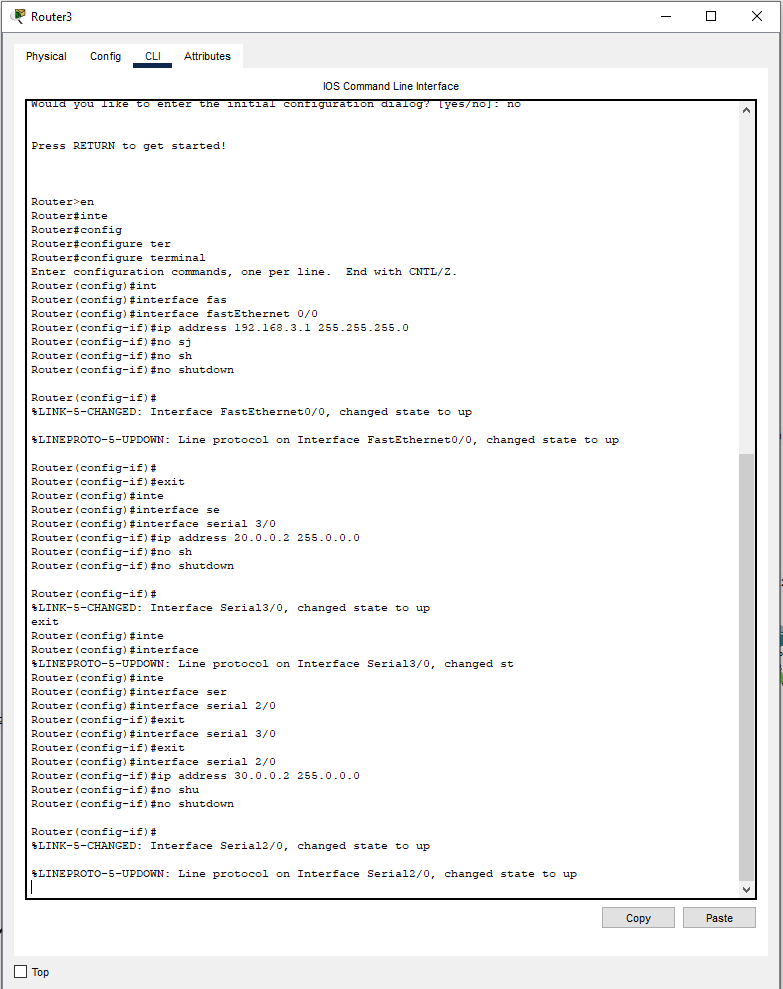 Router3
Physical Config CLI Attributes
IOS Command Line Interface
Would you like to enter the initial configuration dialog? [yes/no]: no
Press RETURN to get started!
Router>en
Router#inte
Router#config
Router#configure ter
Router#configure terminal
Enter configuration commands, one per line.  End with CNTL/Z.
Router(config)#int
Router(config)#interface fas
Router(config)#interface fastEthernet 0/0
Router(config-if)#ip address 192.168.3.1 255.255.255.0
Router(config-if)#no sj
Router(config-if)#no sh
Router(config-if)#no shutdown
Router(config-if)#
%LINK-5-CHANGED: Interface FastEthernet0/0, changed state to up
%LINEPROTO-5-UPDOWN: Line protocol on Interface FastEthernet0/0, changed state to up
Router(config-if)#
Router(config-if)#exit
Router(config)#inte
Router(config)#interface se
Router(config)#interface serial 3/0
Router(config-if)#ip address 20.0.0.2 255.0.0.0
Router(config-if)#no sh
Router(config-if)#no shutdown
Router(config-if)#
%LINK-5-CHANGED: Interface Serial3/0, changed state to up
exit
Router(config)#inte
Router(config)#interface
%LINEPROTO-5-UPDOWN: Line protocol on Interface Serial3/0, changed st
Router(config)#inte
Router(config)#interface ser
Router(config)#interface serial 2/0
Router(config-if)#exit
Router(config)#interface serial 3/0
Router(config-if)#exit
Router(config)#interface serial 2/0
Router(config-if)#ip address 30.0.0.2 255.0.0.0
Router(config-if)#no shu
Router(config-if)#no shutdown
Router(config-if)#
%LINK-5-CHANGED: Interface Serial2/0, changed state to up
%LINEPROTO-5-UPDOWN: Line protocol on Interface Serial2/0, changed state to up
Copy Paste
Top